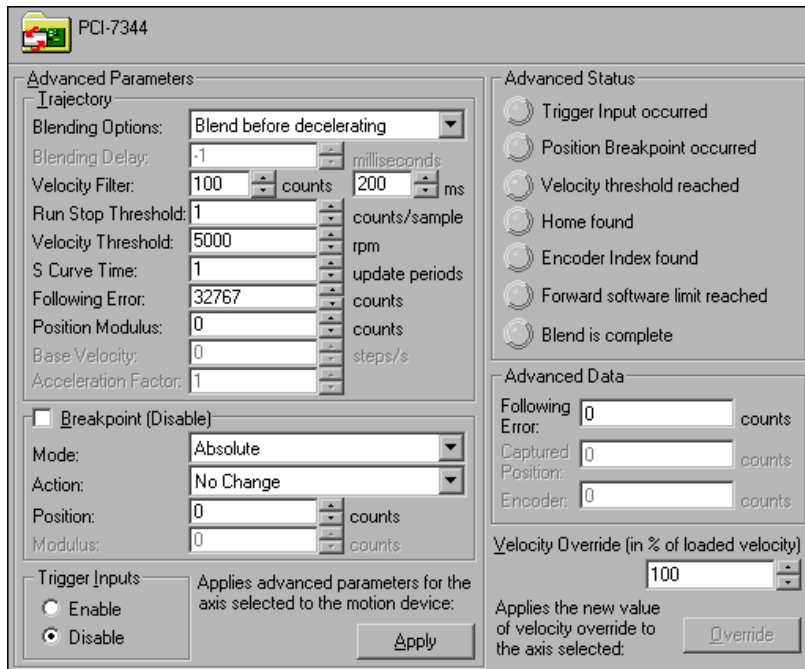 PCI-7344
Advanced Parameters
Trajectory
Blending Options: Blend before decelerating
Blending Delay: -1 milliseconds
Velocity Filter: 100 counts 200 ms
Run Stop Threshold: 1 counts/sample
Velocity Threshold: 5000 rpm
S Curve Time: 1 update periods
Following Error: 32767 counts
Position Modulus: 0 counts
Base Velocity: 0 steps/s
Acceleration Factor: 1
Breakpoint (Disable)
Mode: Absolute
Action: No Change
Position: 0 counts
Modulus: 0 counts
Trigger Inputs
Enable
Disable
Applies advanced parameters for the
axis selected to the motion device:
Apply
Advanced Status
Trigger Input occurred
Position Breakpoint occurred
Velocity threshold reached
Home found
Encoder Index found
Forward software limit reached
Blend is complete
Advanced Data
Following
Error: 0 counts
Captured
Position: 0 counts
Encoder: 0 counts
Velocity Override (in % of loaded velocity)
100
Applies the new value
of velocity override to
the axis selected:
Override